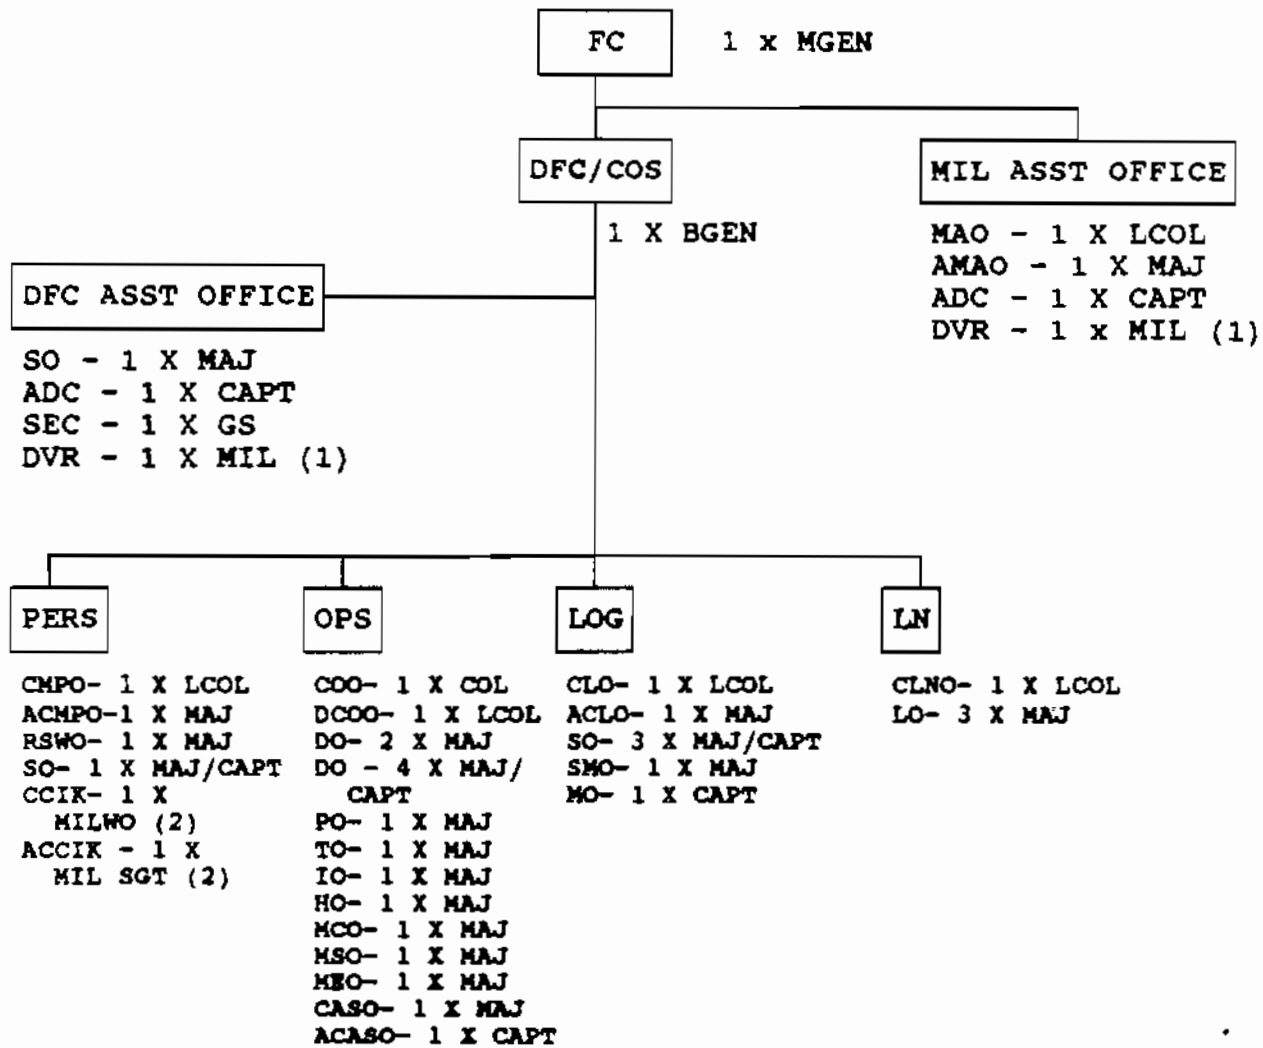 FC 1 x MGEN
DFC/COS
1 X BGEN
MIL ASST OFFICE
MAO - 1 X LCOL
AMAO - 1 X MAJ
ADC - 1 X CAPT
DVR - 1 x MIL (1)
DFC ASST OFFICE
SO - 1 X MAJ
ADC - 1 X CAPT
SEC - 1 X GS
DVR - 1 X MIL (1)
PERS
CMPO- 1 X LCOL
ACMPO-1 X MAJ
RSWO- 1 X MAJ
SO- 1 X MAJ/CAPT
CCIK- 1 X
MILWO (2)
ACCIK - 1 X
MIL SGT (2)
OPS
COO- 1 X COL
DCOO- 1 X LCOL
DO- 2 X MAJ
DO - 4 X MAJ/
CAPT
PO- 1 X MAJ
TO- 1 X MAJ
IO- 1 X MAJ
HO- 1 X MAJ
MCO- 1 X MAJ
MSO- 1 X MAJ
MEO- 1 X MAJ
CASO- 1 X MAJ
ACASO- 1 X CAPT
LOG
CLO- 1 X LCOL
ACLO- 1 X MAJ
SO- 3 X MAJ/CAPT
SMO- 1 X MAJ
MO- 1 X CAPT
LN
CLNO- 1 X LCOL
LO- 3 X MAJ